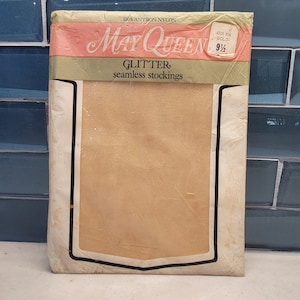 May Queen
9½
GLITTER
seamless stockings